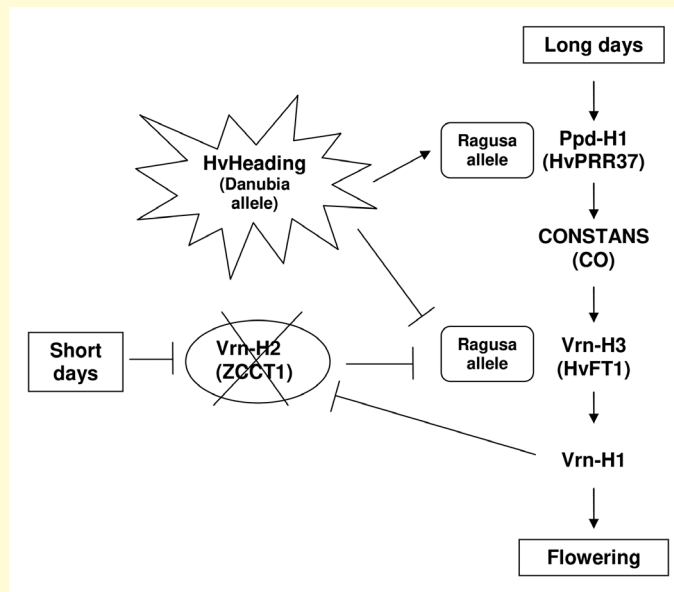 Long days
HvHeading
(Danubia
allele)
Ragusa
allele
Ppd-H1
(HvPRR37)
CONSTANS
(CO)
Short
days
Vrn-H2
(ZCCT1)
Ragusa
allele
Vrn-H3
(HvFT1)
Vrn-H1
Flowering